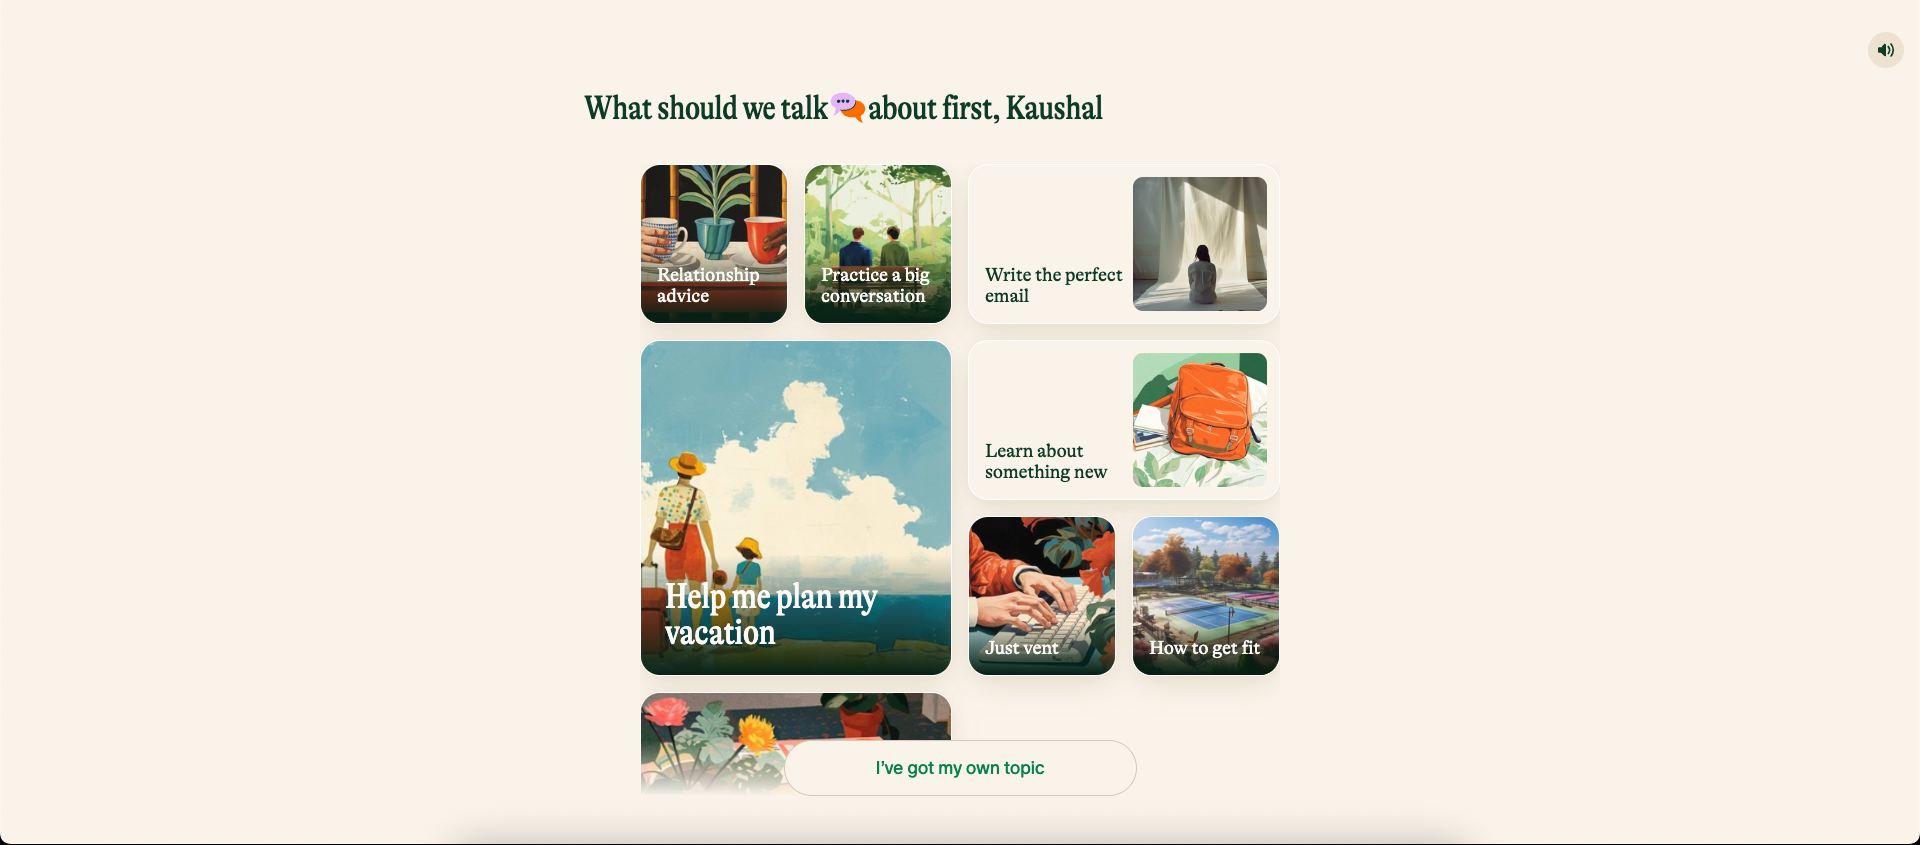 What should we talk about first, Kaushal
Relationship
advice
Practice a big
conversation
Write the perfect
email
Help me plan my
vacation
Learn about
something new
Just vent
How to get fit
I've got my own topic